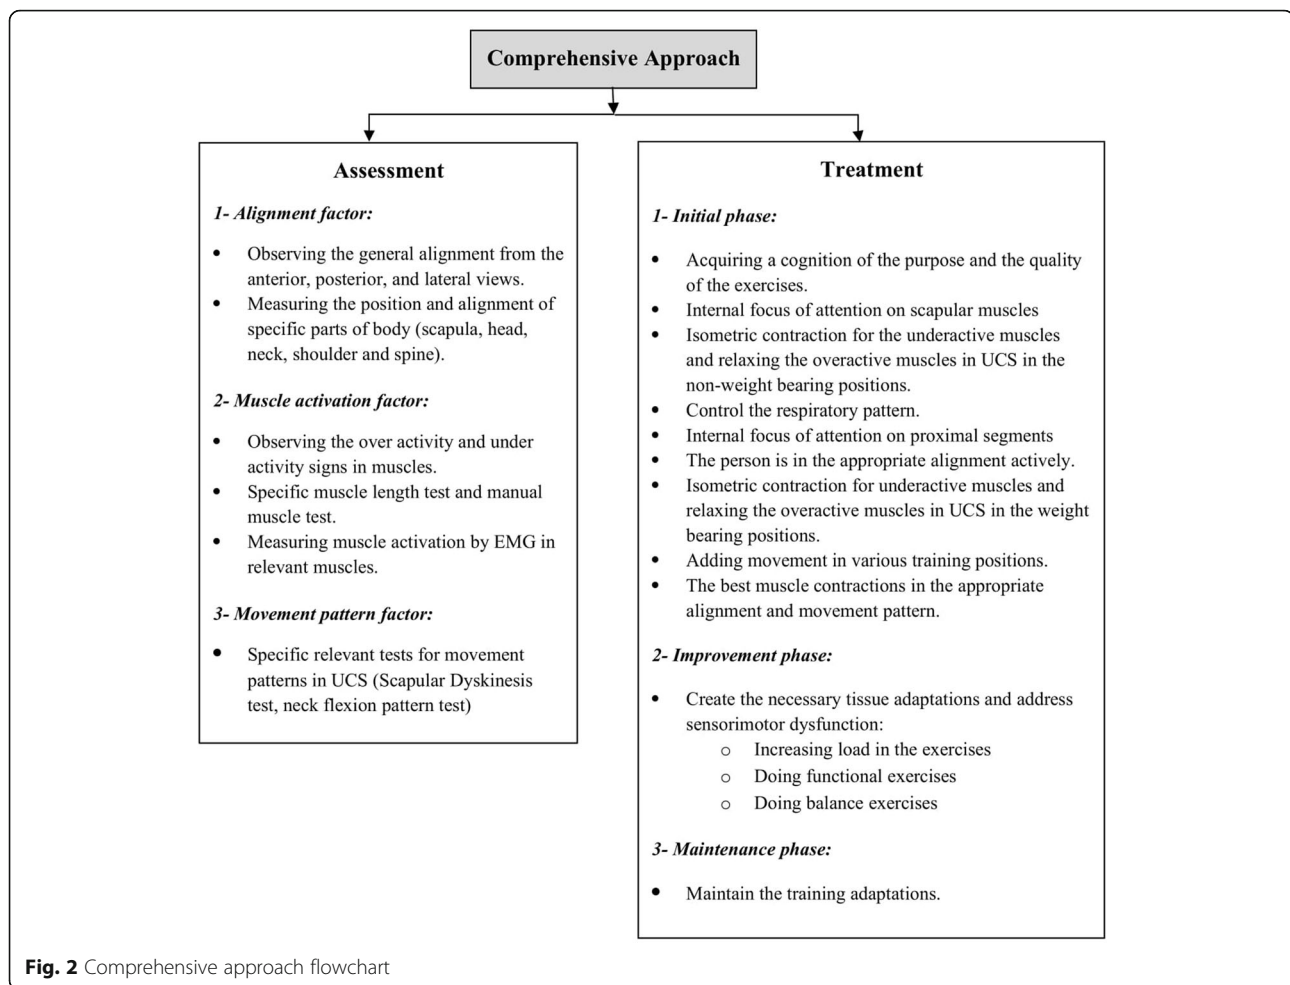 Comprehensive Approach
Assessment
1- Alignment factor:
• Observing the general alignment from the
anterior, posterior, and lateral views.
• Measuring the position and alignment of
specific parts of body (scapula, head,
neck, shoulder and spine).
2- Muscle activation factor:
• Observing the over activity and under
activity signs in muscles.
• Specific muscle length test and manual
muscle test.
• Measuring muscle activation by EMG in
relevant muscles.
3- Movement pattern factor:
• Specific relevant tests for movement
patterns in UCS (Scapular Dyskinesis
test, neck flexion pattern test)
Treatment
1- Initial phase:
• Acquiring a cognition of the purpose and the quality
of the exercises.
• Internal focus of attention on scapular muscles
• Isometric contraction for the underactive muscles
and relaxing the overactive muscles in UCS in the
non-weight bearing positions.
• Control the respiratory pattern.
• Internal focus of attention on proximal segments
• The person is in the appropriate alignment actively.
• Isometric contraction for underactive muscles and
relaxing the overactive muscles in UCS in the weight
bearing positions.
• Adding movement in various training positions.
• The best muscle contractions in the appropriate
alignment and movement pattern.
2- Improvement phase:
• Create the necessary tissue adaptations and address
sensorimotor dysfunction:
o Increasing load in the exercises
o Doing functional exercises
o Doing balance exercises
3- Maintenance phase:
• Maintain the training adaptations.
Fig. 2 Comprehensive approach flowchart